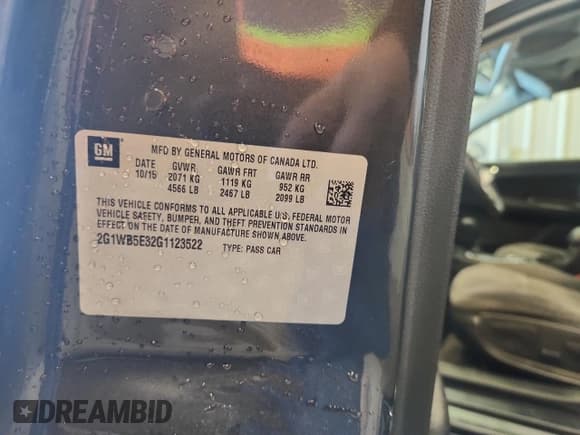 GM
MFD BY GENERAL MOTORS OF CANADA LTD.
DATE GVWR GAWR FRT GAWR RR
10/15 2071 KG 1119 KG 952 KG
4566 LB 2467 LB 2099 LB
THIS VEHICLE CONFORMS TO ALL APPLICABLE U.S. FEDERAL MOTOR
VEHICLE SAFETY, BUMPER, AND THEFT PREVENTION STANDARDS IN
EFFECT ON THE DATE OF MANUFACTURE SHOWN ABOVE.
2G1WB5E32G1123522 TYPE: PASS CAR
DREAMBID